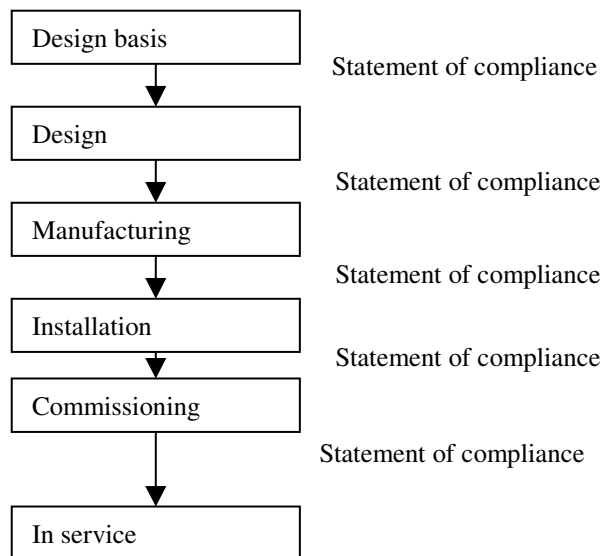 Design basis
Statement of compliance
Design
Statement of compliance
Manufacturing
Statement of compliance
Installation
Statement of compliance
Commissioning
Statement of compliance
In service